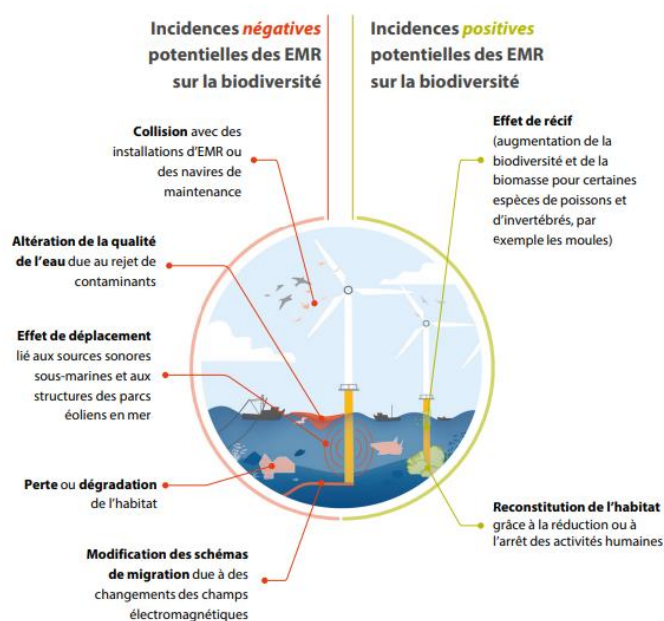 Incidences négatives
potentielles des EMR
sur la biodiversité
Incidences positives
potentielles des EMR
sur la biodiversité
Collision avec des
installations d'EMR ou
des navires de
maintenance
Altération de la qualité
de l'eau due au rejet de
contaminants
Effet de déplacement
lié aux sources sonores
sous-marines et aux
structures des parcs
éoliens en mer
Perte ou dégradation
de l'habitat
Modification des schémas
de migration due à des
changements des champs
électromagnétiques
Effet de récif
(augmentation de la
biodiversité et de la
biomasse pour certaines
espèces de poissons et
d'invertébrés, par
exemple les moules)
Reconstitution de l'habitat
grâce à la réduction ou à
l'arrêt des activités humaines